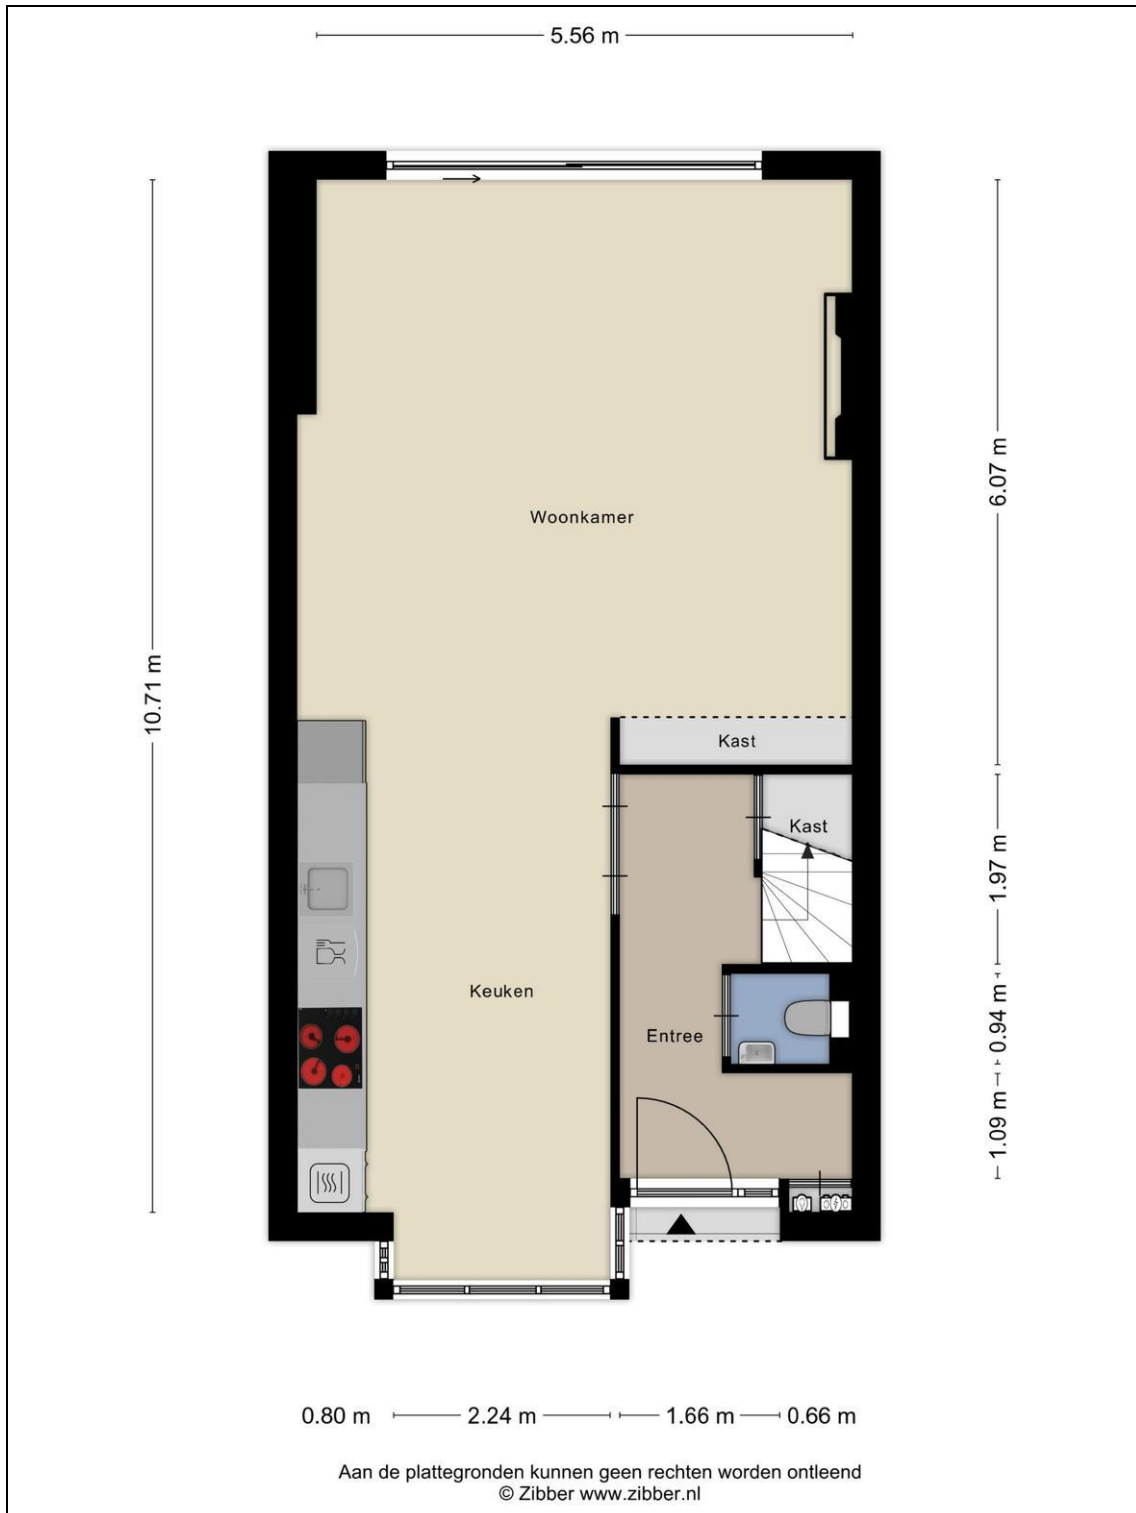 5.56 m
10.71 m
6.07 m
Woonkamer
Kast
Kast
1.97 m
Keuken
Entree
0.94 m
1.09 m
0.80 m
2.24 m
1.66 m
0.66 m
Aan de plattegronden kunnen geen rechten worden ontleend
© Zibber www.zibber.nl